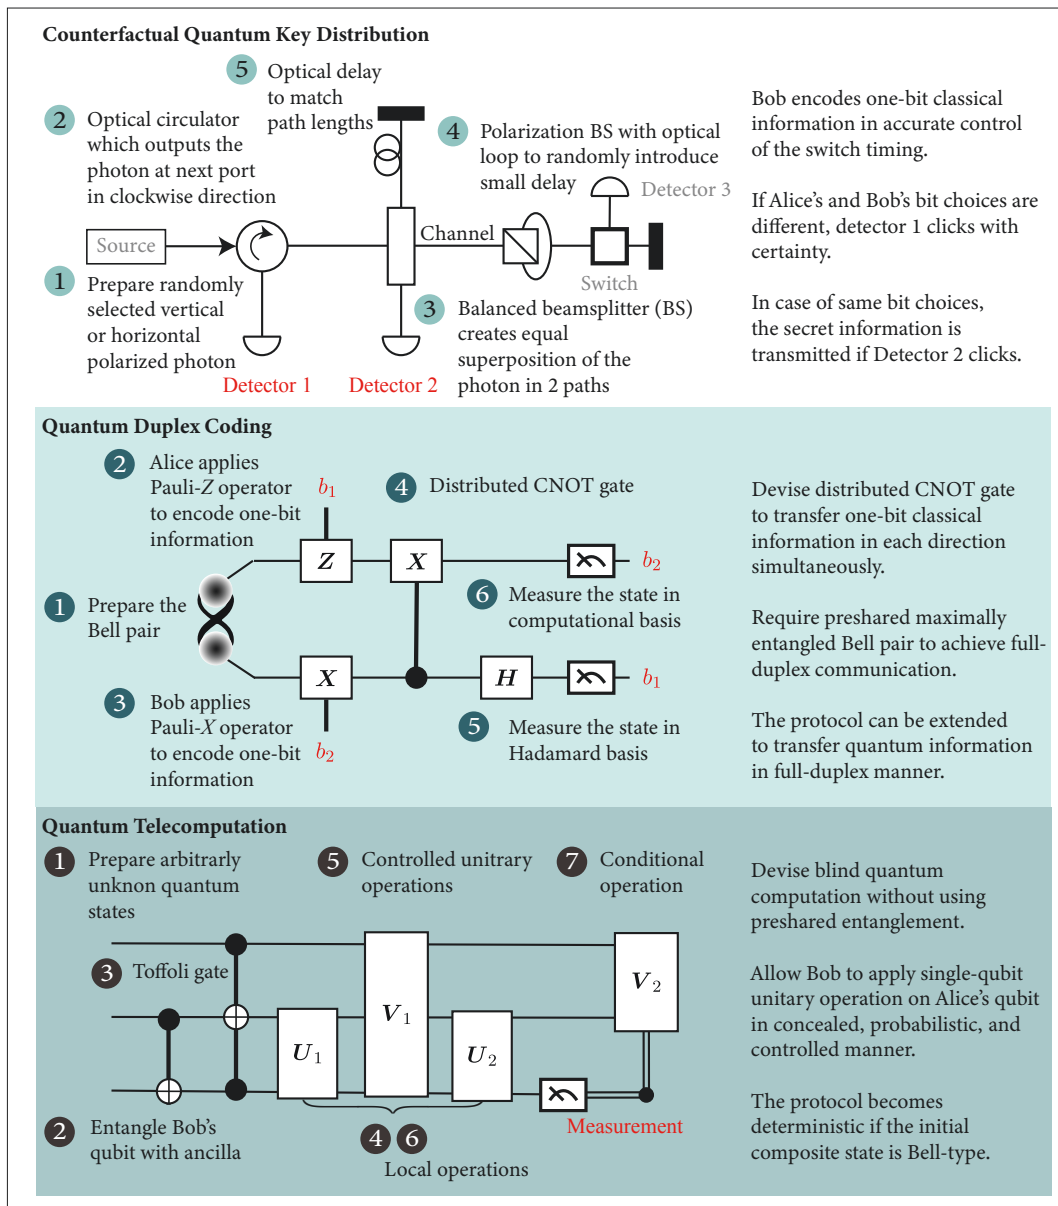 Counterfactual Quantum Key Distribution
5 Optical delay
to match
path lengths
2 Optical circulator
which outputs the
photon at next port
in clockwise direction
4 Polarization BS with optical
loop to randomly introduce
small delay
Detector 3
Source
Channel
Switch
1 Prepare randomly
selected vertical
or horizontal
polarized photon
3 Balanced beamsplitter (BS)
creates equal
superposition of the
photon in 2 paths
Detector 1
Detector 2
Bob encodes one-bit classical
information in accurate control
of the switch timing.
If Alice's and Bob's bit choices are
different, detector 1 clicks with
certainty.
In case of same bit choices,
the secret information is
transmitted if Detector 2 clicks.
Quantum Duplex Coding
2 Alice applies
Pauli-Z operator
to encode one-bit
information
b1
4 Distributed CNOT gate
Z
X
b2
1 Prepare the
Bell pair
6 Measure the state in
computational basis
X
H
b1
3 Bob applies
Pauli-X operator
to encode one-bit
information
b2
5 Measure the state in
Hadamard basis
Devise distributed CNOT gate
to transfer one-bit classical
information in each direction
simultaneously.
Require preshared maximally
entangled Bell pair to achieve full-
duplex communication.
The protocol can be extended
to transfer quantum information
in full-duplex manner.
Quantum Telecomputation
1 Prepare arbitrarly
unknon quantum
states
5 Controlled unitrary
operations
7 Conditional
operation
3 Toffoli gate
U1
V1
U2
V2
2 Entangle Bob's
qubit with ancilla
4 6
Local operations
Measurement
Devise blind quantum
computation without using
preshared entanglement.
Allow Bob to apply single-qubit
unitary operation on Alice's qubit
in concealed, probabilistic, and
controlled manner.
The protocol becomes
deterministic if the initial
composite state is Bell-type.